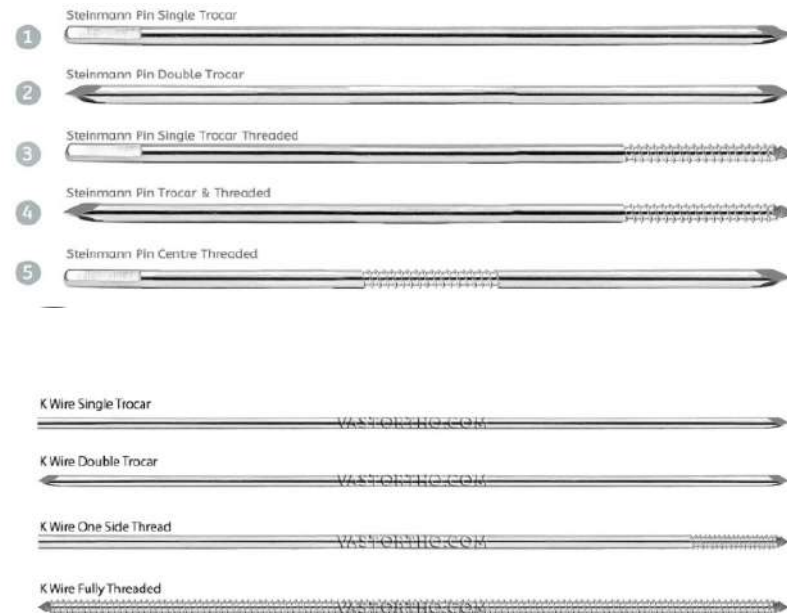 Steinmann Pin Single Trocar
1
Steinmann Pin Double Trocar
2
Steinmann Pin Single Trocar Threaded
3
Steinmann Pin Trocar & Threaded
4
Steinmann Pin Centre Threaded
5
K Wire Single Trocar
VASTORTHO.COM
K Wire Double Trocar
VASTORTHO.COM
K Wire One Side Thread
VASTORTHO.COM
K Wire Fully Threaded
VASTORTHO.COM